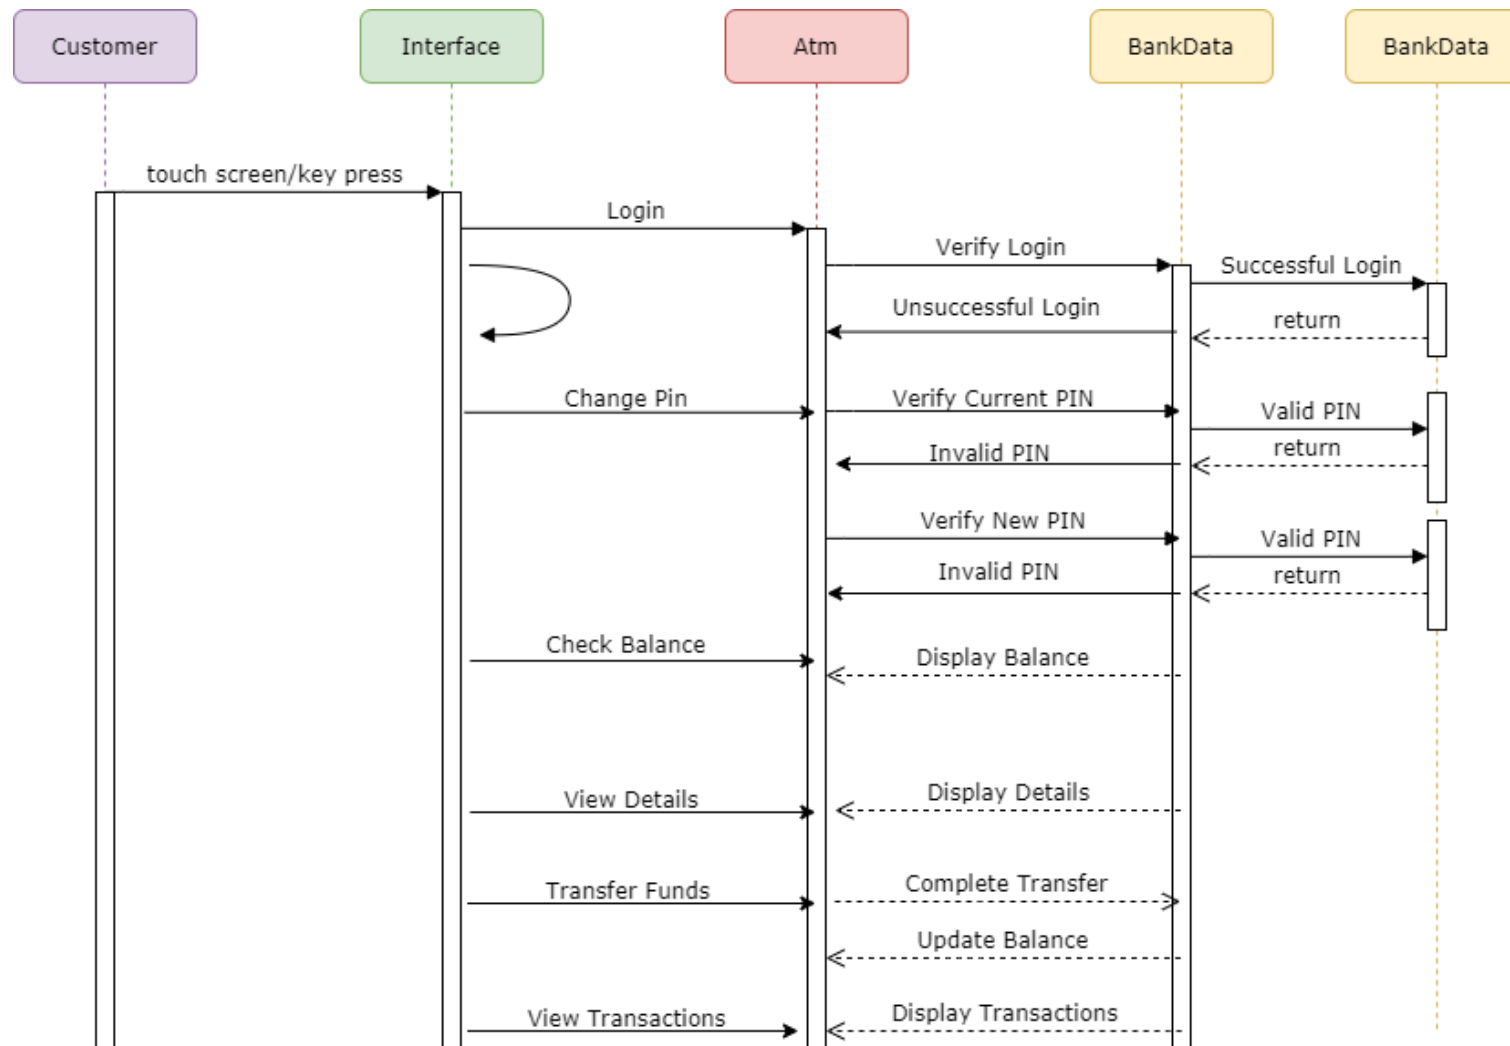 Customer
Interface
Atm
BankData
BankData
touch screen/key press
Login
Verify Login
Successful Login
Unsuccessful Login
return
Change Pin
Verify Current PIN
Valid PIN
Invalid PIN
return
Verify New PIN
Valid PIN
Invalid PIN
return
Check Balance
Display Balance
View Details
Display Details
Transfer Funds
Complete Transfer
Update Balance
View Transactions
Display Transactions